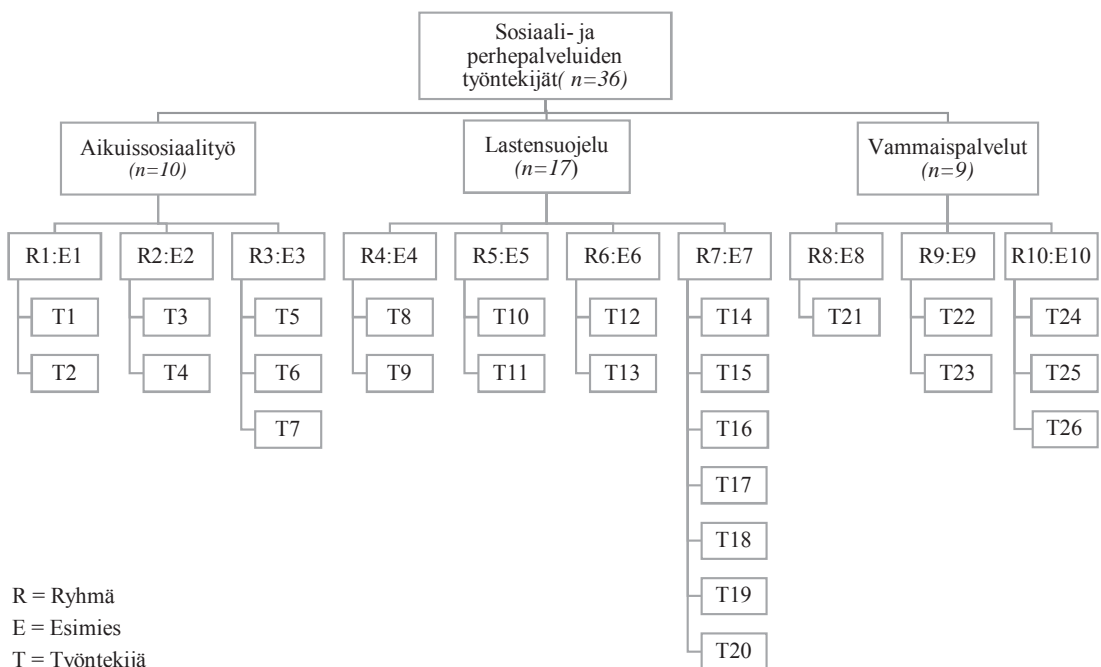 Sosiaali- ja
perhepalveluiden
työntekijät( n=36)
Aikuissosiaalityö
(n=10)
Lastensuojelu
(n=17)
Vammaispalvelut
(n=9)
R1:E1
R2:E2
R3:E3
R4:E4
R5:E5
R6:E6
R7:E7
R8:E8
R9:E9
R10:E10
T1
T3
T5
T8
T10
T12
T14
T21
T22
T24
T2
T4
T6
T9
T11
T13
T15
T23
T25
T7
T16
T26
T17
T18
T19
T20
R = Ryhmä
E = Esimies
T = Työntekijä